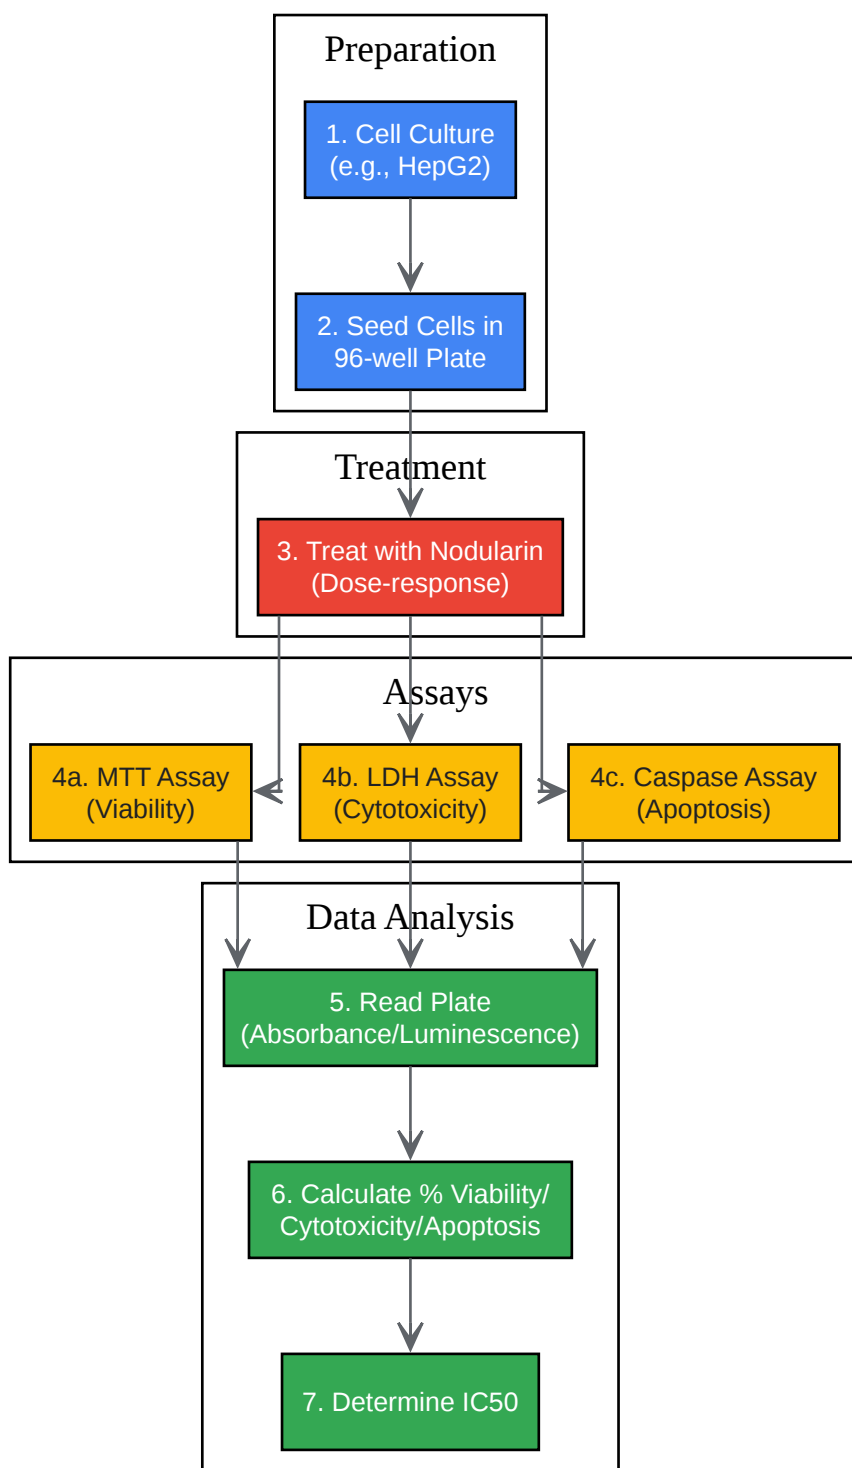 Preparation
1. Cell Culture
(e.g., HepG2)
2. Seed Cells in
96-well Plate
Treatment
3. Treat with Nodularin
(Dose-response)
Assays
4a. MTT Assay
(Viability)
4b. LDH Assay
(Cytotoxicity)
4c. Caspase Assay
(Apoptosis)
Data Analysis
5. Read Plate
(Absorbance/Luminescence)
6. Calculate % Viability/
Cytotoxicity/Apoptosis
7. Determine IC50